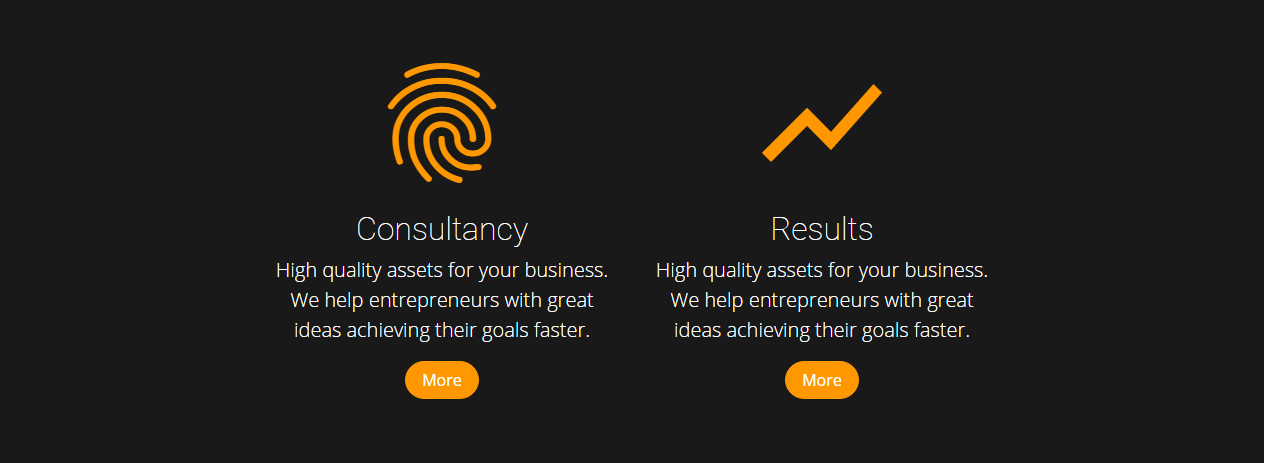 Consultancy
High quality assets for your business.
We help entrepreneurs with great
ideas achieving their goals faster.
More
Results
High quality assets for your business.
We help entrepreneurs with great
ideas achieving their goals faster.
More